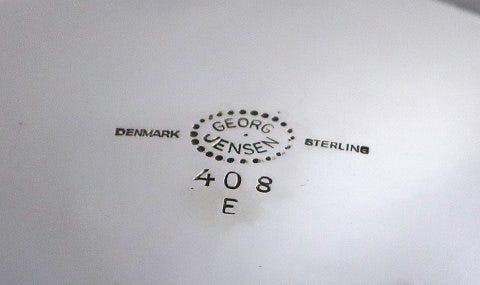 DENMARK GEORG JENSEN STERLING
408
E